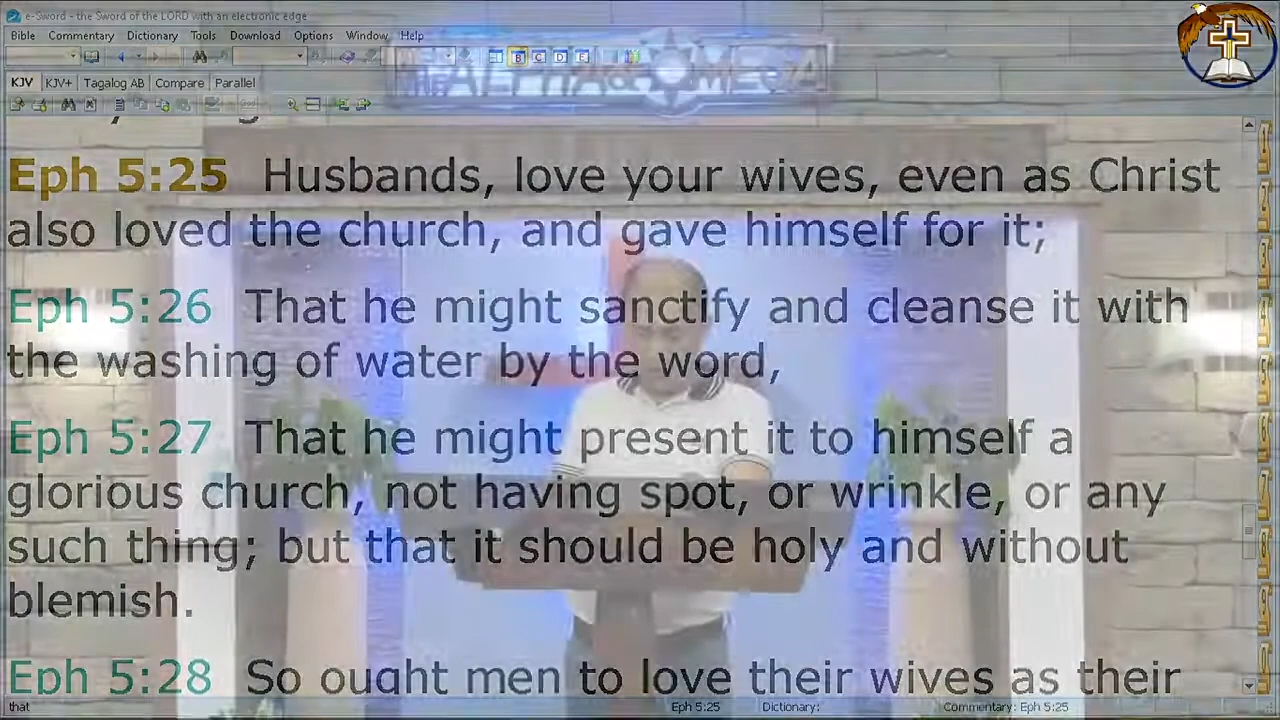 e-Sword - the Sword of the LORD with an electronic edge
Bible Commentary Dictionary Tools Download Options Window Help
THE ALPHA & OMEGA
KJV KJV+ Tagalog AB Compare Parallel
Eph 5:25 Husbands, love your wives, even as Christ
also loved the church, and gave himself for it;
Eph 5:26 That he might sanctify and cleanse it with
the washing of water by the word,
Eph 5:27 That he might present it to himself a
glorious church, not having spot, or wrinkle, or any
such thing; but that it should be holy and without
blemish.
Eph 5:28 So ought men to love their wives as their
that Eph 5:25 Dictionary: Commentary: Eph 5:25